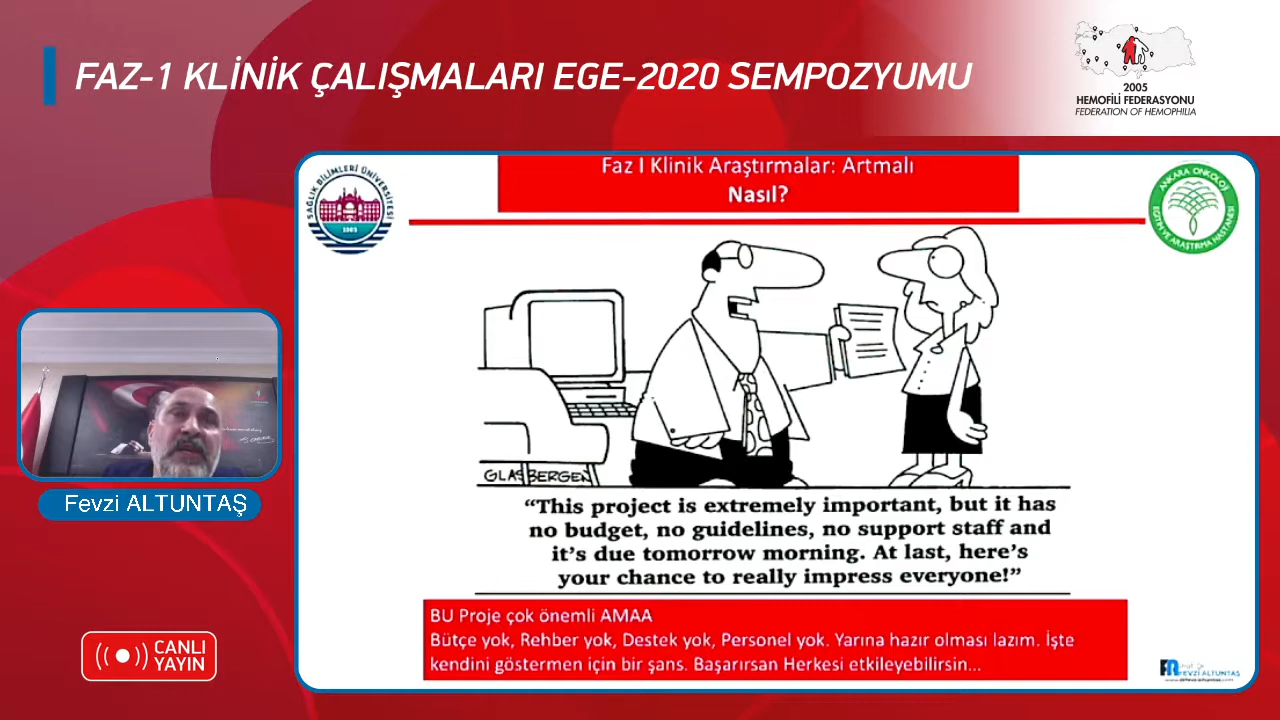 FAZ-1 KLİNİK ÇALIŞMALARI EGE-2020 SEMPOZYUMU
2005
HEMOFİLİ FEDERASYONU
FEDERATION OF HEMOPHILIA
SAĞLIK BİLİMLERİ ÜNİVERSİTESİ
1903
Faz I Klinik Araştırmalar: Artmalı
Nasıl?
ANKARA ONKOLOJİ
EĞİTİM VE ARAŞTIRMA HASTANESİ
GLASBERGEN
“This project is extremely important, but it has
no budget, no guidelines, no support staff and
it’s due tomorrow morning. At last, here’s
your chance to really impress everyone!”
BU Proje çok önemli AMAA
Bütçe yok, Rehber yok, Destek yok, Personel yok. Yarına hazır olması lazım. İşte
kendini göstermen için bir şans. Başarırsan Herkesi etkileyebilirsin...
Fevzi ALTUNTAŞ
CANLI
YAYIN
FEVZİ ALTUNTAŞ